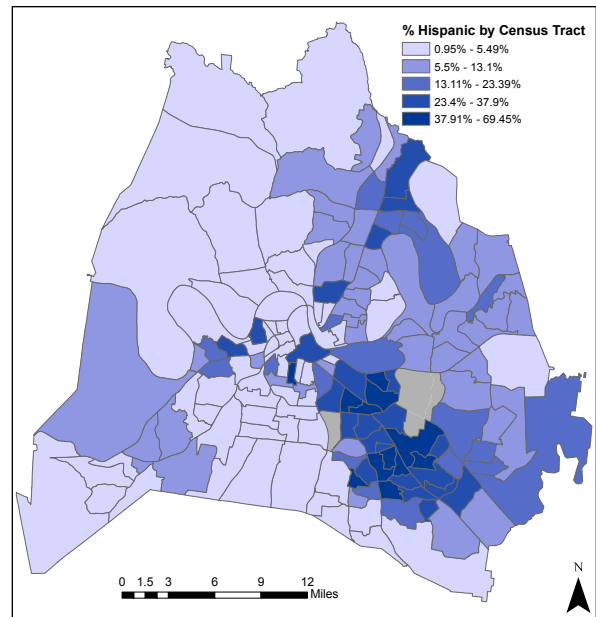 % Hispanic by Census Tract
0.95% - 5.49%
5.5% - 13.1%
13.11% - 23.39%
23.4% - 37.9%
37.91% - 69.45%
0 1.5 3 6 9 12
Miles
N